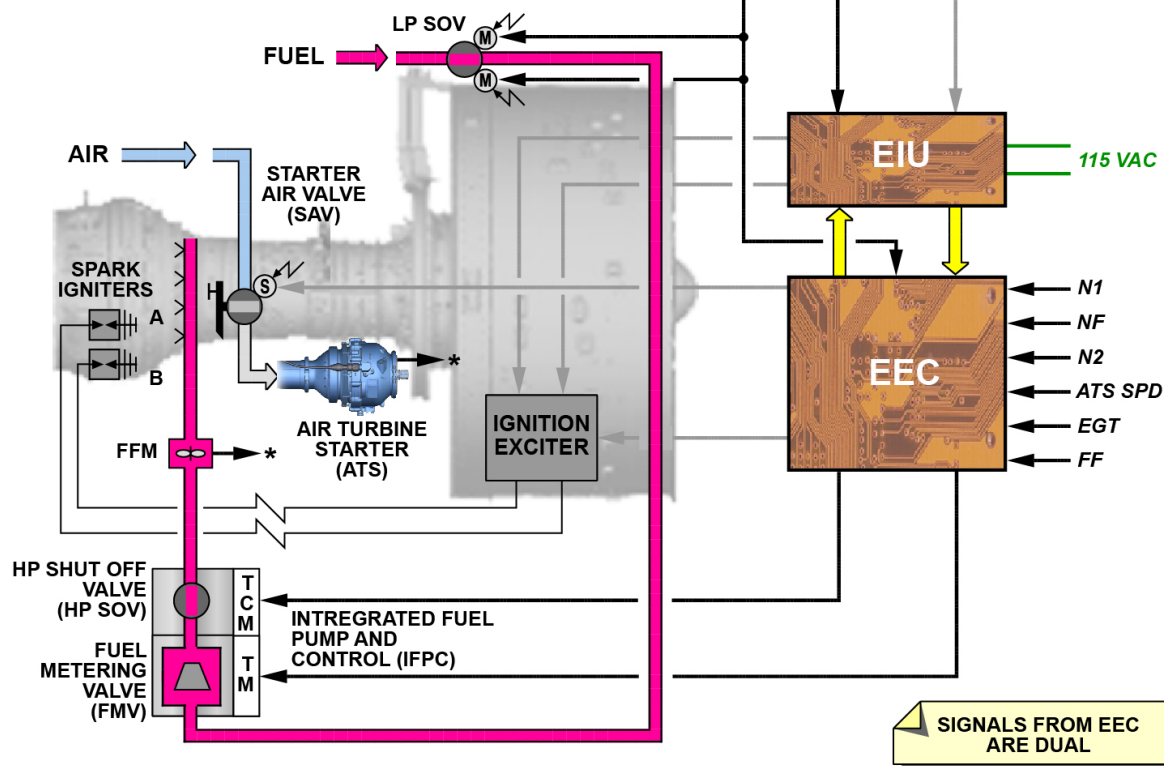 LP SOV
M
FUEL
M
AIR
EIU
115 VAC
STARTER
AIR VALVE
(SAV)
SPARK
IGNITERS
S
A
B
N1
NF
N2
ATS SPD
EGT
FF
EEC
*
AIR TURBINE
STARTER
(ATS)
IGNITION
EXCITER
FFM
*
HP SHUT OFF
VALVE
(HP SOV)
T
C
M
INTREGRATED FUEL
PUMP AND
CONTROL (IFPC)
FUEL
METERING
VALVE
(FMV)
T
M
SIGNALS FROM EEC
ARE DUAL